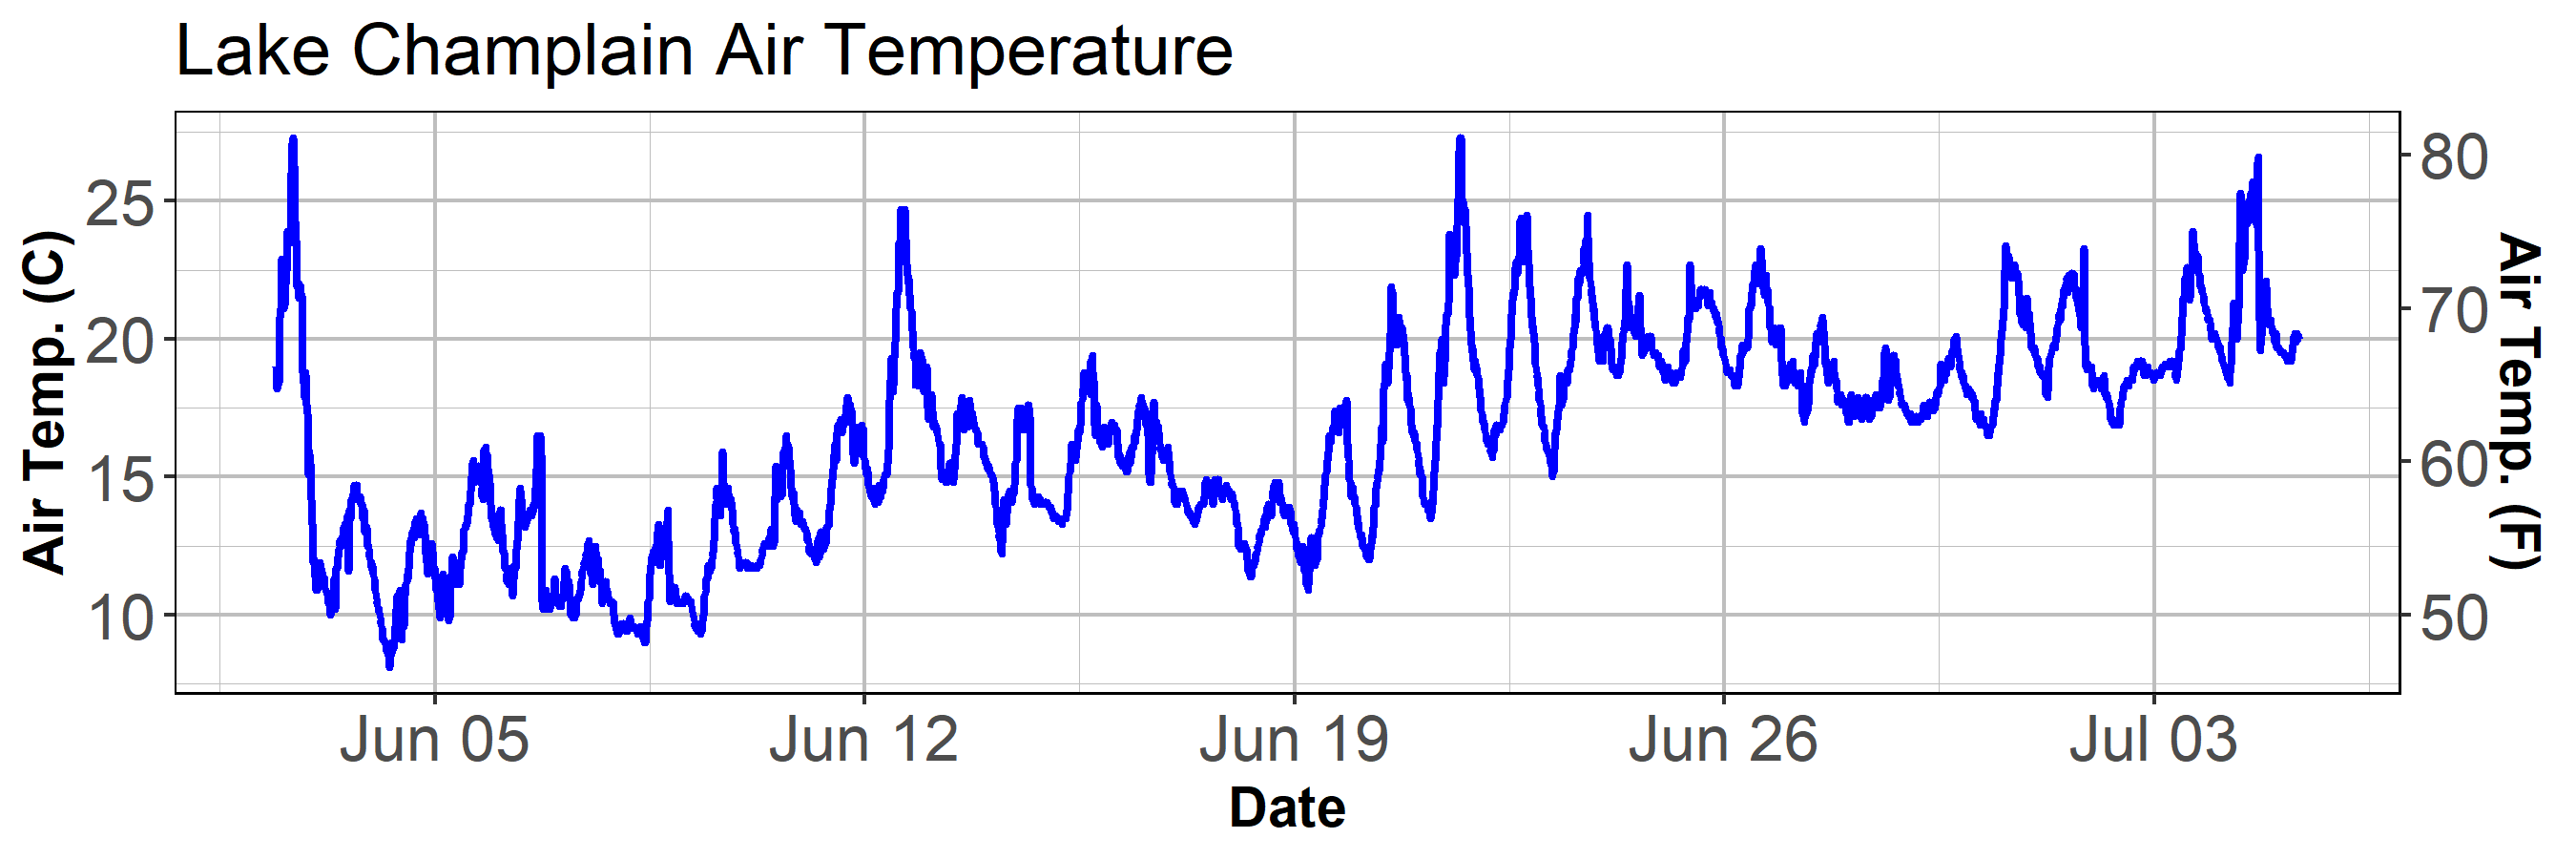 Lake Champlain Air Temperature
Air Temp. (C)
25
20
15
10
80
70
60
50
Air Temp. (F)
Jun 05 Jun 12 Jun 19 Jun 26 Jul 03
Date